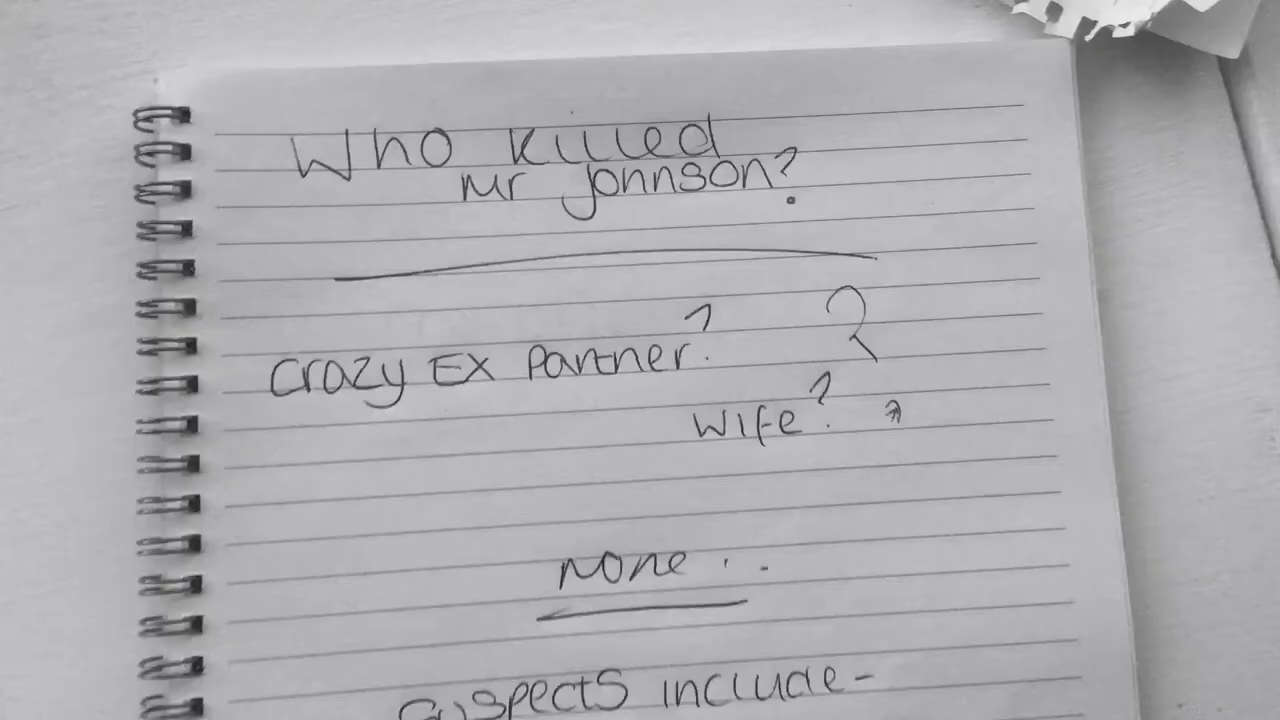 Who killed
Mr Johnson?
Crazy Ex Partner? ?
Wife?
None . .
Suspects include -